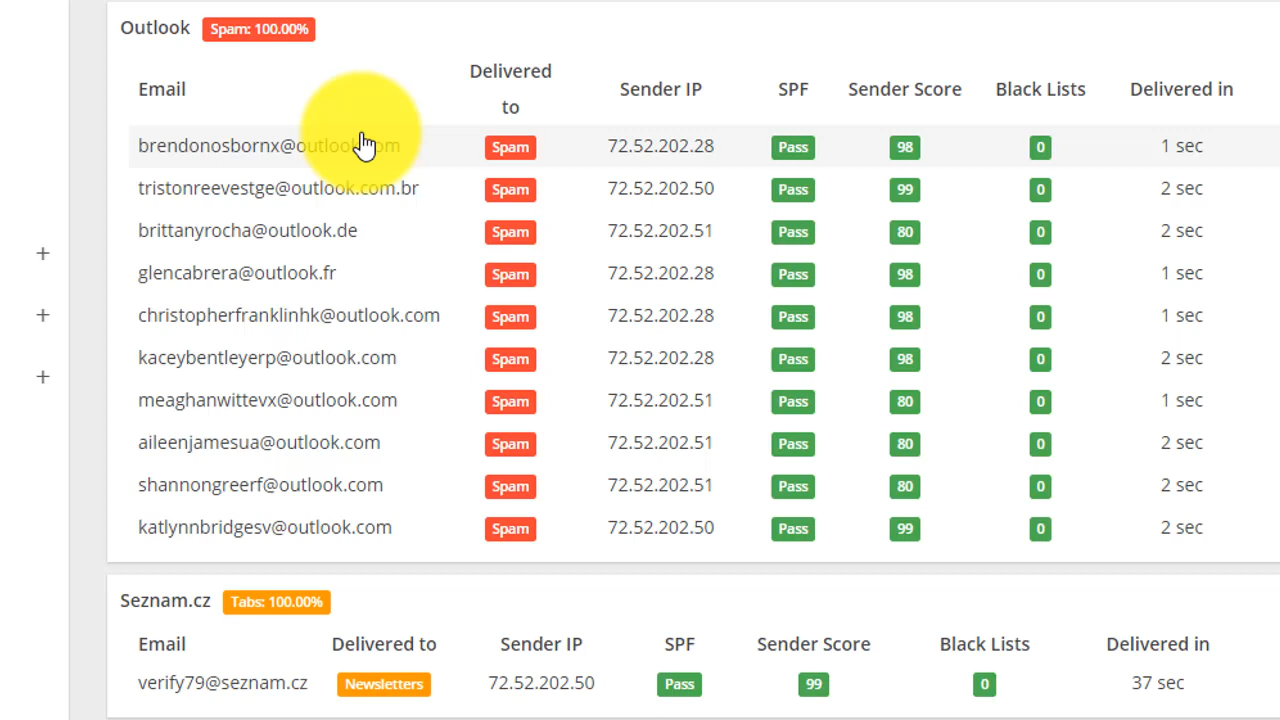 Outlook Spam: 100.00%
Email Delivered to Sender IP SPF Sender Score Black Lists Delivered in
brendonosbornx@outlook.com Spam 72.52.202.28 Pass 98 0 1 sec
tristonreevestge@outlook.com.br Spam 72.52.202.50 Pass 99 0 2 sec
brittanyrocha@outlook.de Spam 72.52.202.51 Pass 80 0 2 sec
glencabrera@outlook.fr Spam 72.52.202.28 Pass 98 0 1 sec
christopherfranklinhk@outlook.com Spam 72.52.202.28 Pass 98 0 1 sec
kaceybentleyerp@outlook.com Spam 72.52.202.28 Pass 98 0 2 sec
meaghanwittevx@outlook.com Spam 72.52.202.51 Pass 80 0 1 sec
aileenjamesua@outlook.com Spam 72.52.202.51 Pass 80 0 2 sec
shannongreerf@outlook.com Spam 72.52.202.51 Pass 80 0 2 sec
katlynnbridgesv@outlook.com Spam 72.52.202.50 Pass 99 0 2 sec
Seznam.cz Tabs: 100.00%
Email Delivered to Sender IP SPF Sender Score Black Lists Delivered in
verify79@seznam.cz Newsletters 72.52.202.50 Pass 99 0 37 sec